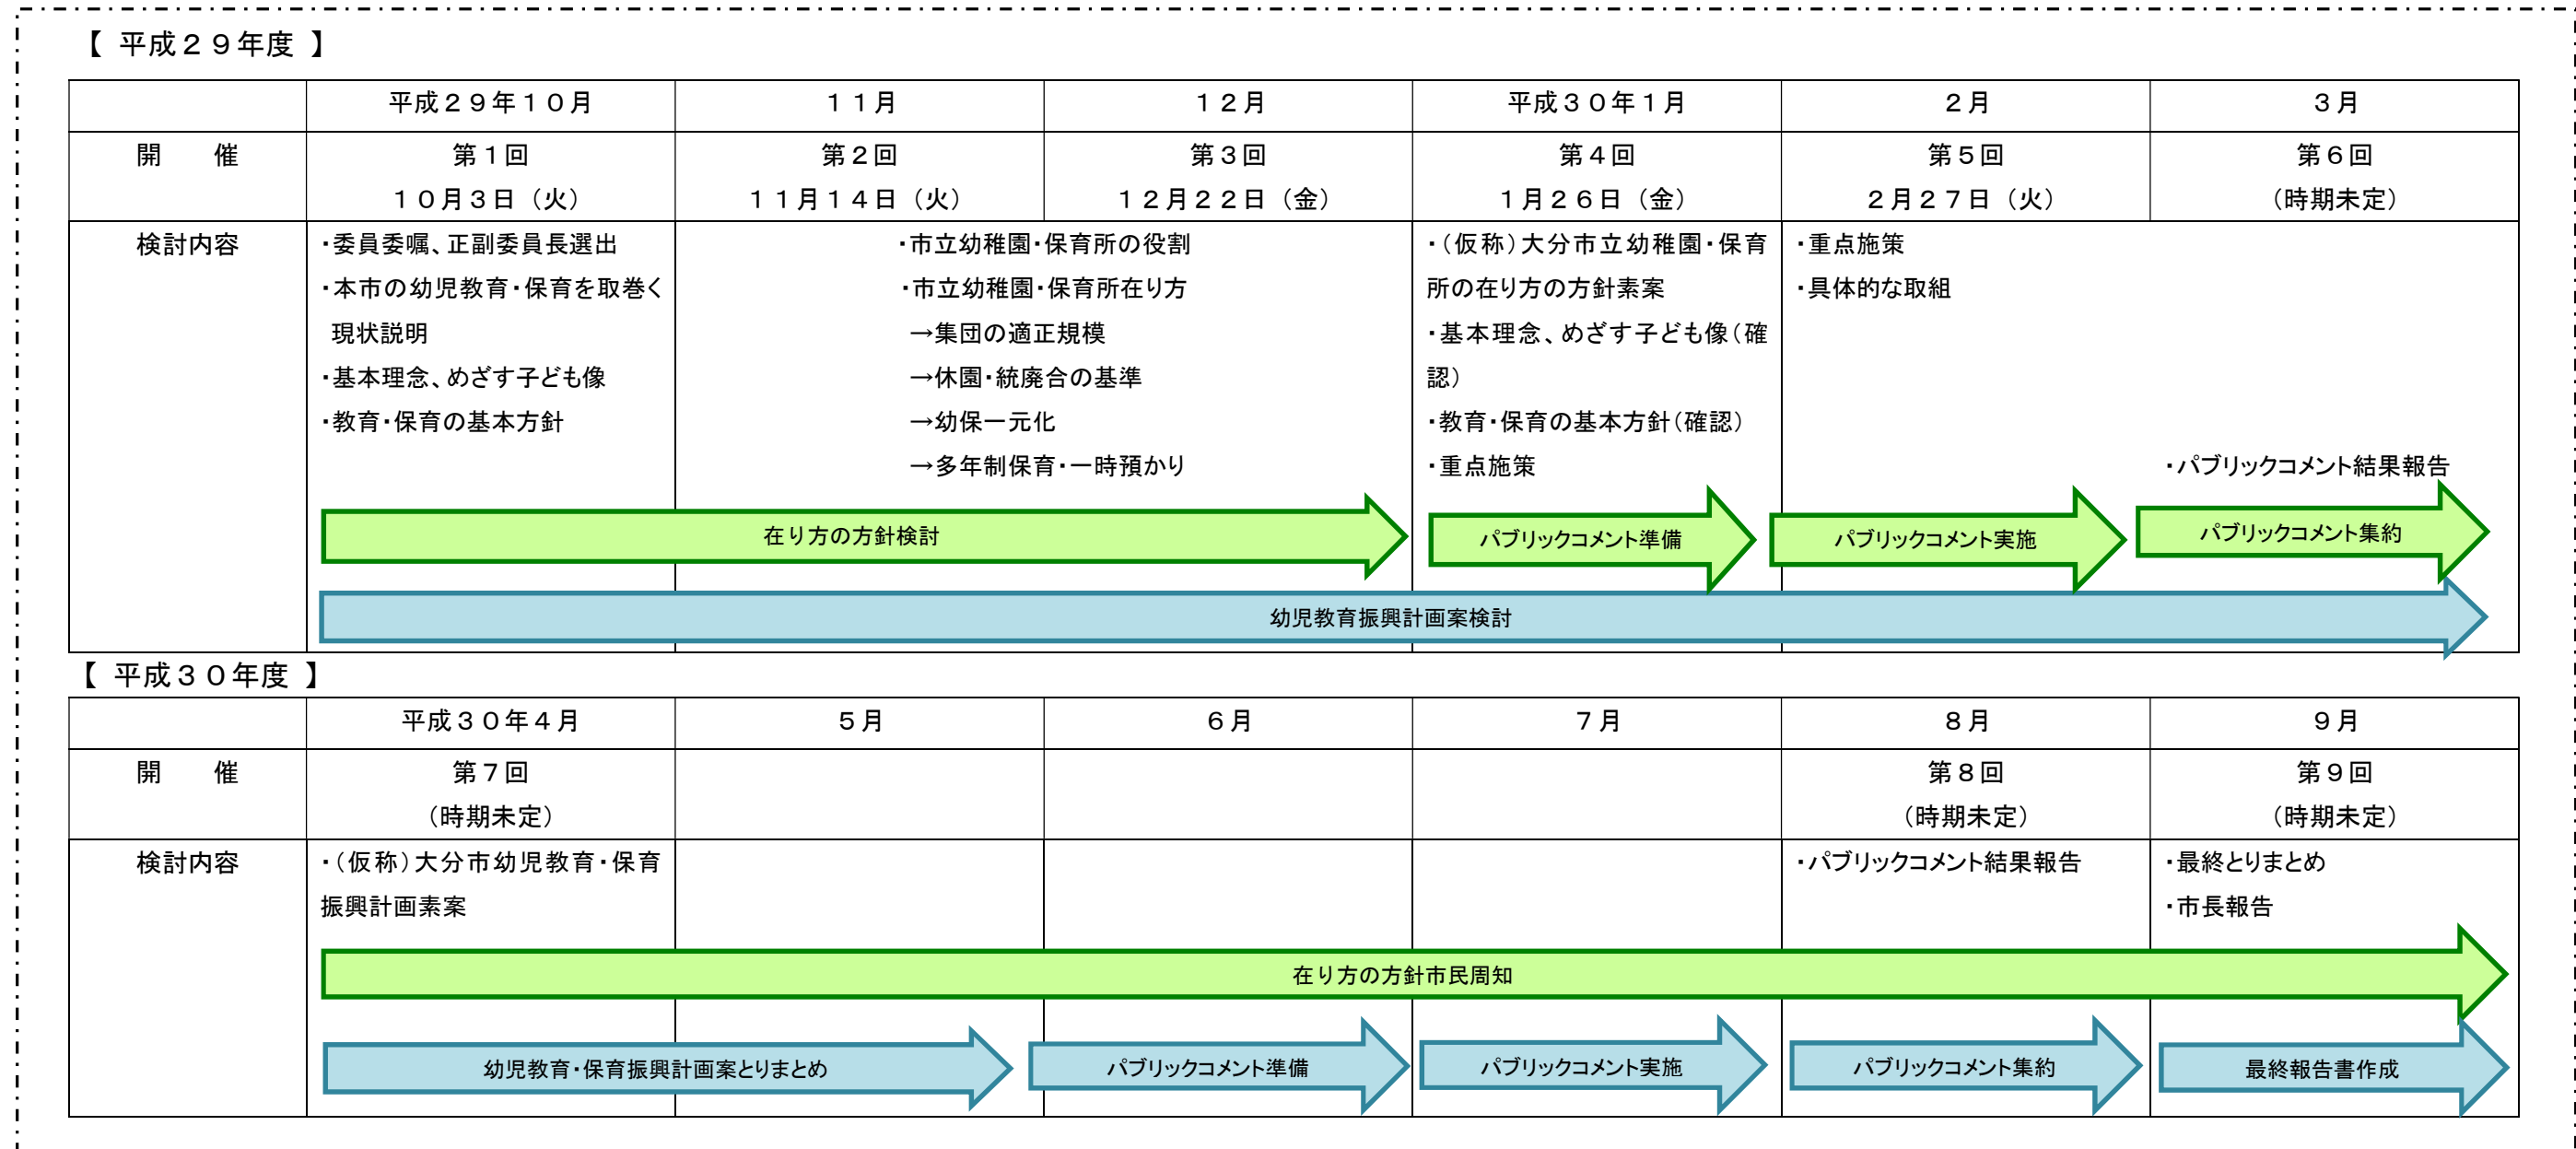 【 平成２９年度 】
平成２９年１０月 １１月 １２月 平成３０年１月 ２月 ３月
開　　催 第１回 第２回 第３回 第４回 第５回 第６回
１０月３日（火） １１月１４日（火） １２月２２日（金） １月２６日（金） ２月２７日（火） （時期未定）
検討内容
・委員委嘱、正副委員長選出
・本市の幼児教育・保育を取巻く
現状説明
・基本理念、めざす子ども像
・教育・保育の基本方針
・市立幼稚園・保育所の役割
・市立幼稚園・保育所在り方
→集団の適正規模
→休園・統廃合の基準
→幼保一元化
→多年制保育・一時預かり
・（仮称）大分市立幼稚園・保育
所の在り方の方針素案
・基本理念、めざす子ども像（確
認）
・教育・保育の基本方針（確認）
・重点施策
・重点施策
・具体的な取組
・パブリックコメント結果報告
在り方の方針検討
パブリックコメント準備
パブリックコメント実施
パブリックコメント集約
幼児教育振興計画案検討
【 平成３０年度 】
平成３０年４月 ５月 ６月 ７月 ８月 ９月
開　　催 第７回 第８回 第９回
（時期未定） （時期未定） （時期未定）
検討内容
・（仮称）大分市幼児教育・保育
振興計画素案
・パブリックコメント結果報告
・最終とりまとめ
・市長報告
在り方の方針市民周知
幼児教育・保育振興計画案とりまとめ
パブリックコメント準備
パブリックコメント実施
パブリックコメント集約
最終報告書作成